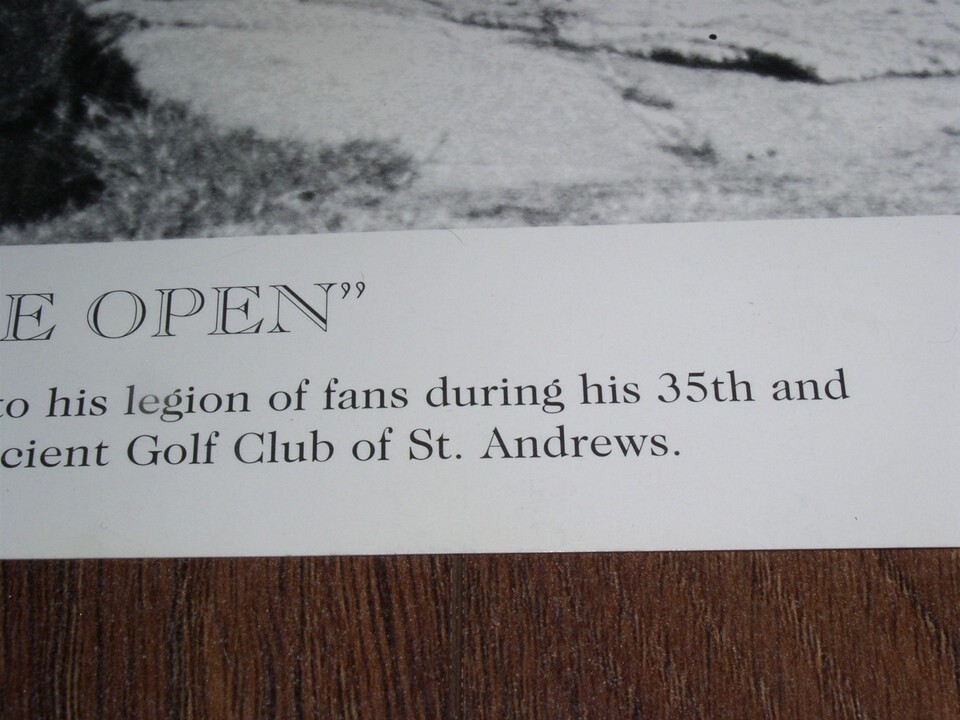 E OPEN”
to his legion of fans during his 35th and
cient Golf Club of St. Andrews.